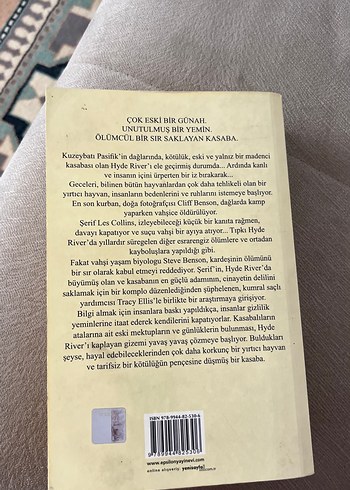 ÇOK ESKİ BİR GÜNAH.
UNUTULMUŞ BİR YEMİN.
ÖLÜMCÜL BİR SIR SAKLAYAN KASABA.
Kuzeybatı Pasifik'in dağlarında, kötülük, eski ve yalnız bir madenci
kasabası olan Hyde River'ı ele geçirmiş durumda... Ardında kanlı
ve insanın içini ürperten bir iz bırakarak...
Geceleri, bilinen bütün hayvanlardan çok daha tehlikeli olan bir
yırtıcı hayvan, insanların bedenlerini ve ruhlarını istemeye başlıyor.
En son kurban, doğa fotoğrafçısı Cliff Benson, dağlarda kamp
yaparken vahşice öldürülüyor.
Şerif Les Collins, izleyebileceği küçük bir kanıta rağmen,
davayı kapatıyor ve suçu vahşi bir ayıya atıyor... Tıpkı Hyde
River'da yıllardır süregelen diğer esrarengiz ölümlere ve ortadan
kayboluşlara yapıldığı gibi.
Fakat vahşi yaşam biyologu Steve Benson, kardeşinin ölümünü
bir sır olarak kabul etmeyi reddediyor. Şerif'in, Hyde River'da
büyümüş olan ve kasabanın en güçlü adamının, cinayetin delilini
saklamak için bir komplo düzenlediğinden şüphelenen, kumral saçlı
yardımcısı Tracy Ellis'le birlikte bir araştırmaya girişiyor.
Bilgi almak için insanlara baskı yapıldıkça, insanlar gizlilik
yeminlerine itaat ederek kendilerini kapatıyorlar. Kasabalıların
atalarına ait eski mektupların ve günlüklerin bulunması, Hyde
River'ı kaplayan gizemi yavaş yavaş çözmeye başlıyor. Buldukları
şeyse, hayal edebileceklerinden çok daha korkunç bir yırtıcı hayvan
ve tarifsiz bir kötülüğün pençesine düşmüş bir kasaba.
ISBN 978-9944-82-530-6
9 789944 825306
www.apollonyayinevi.com
online alışveriş: yenisayfa